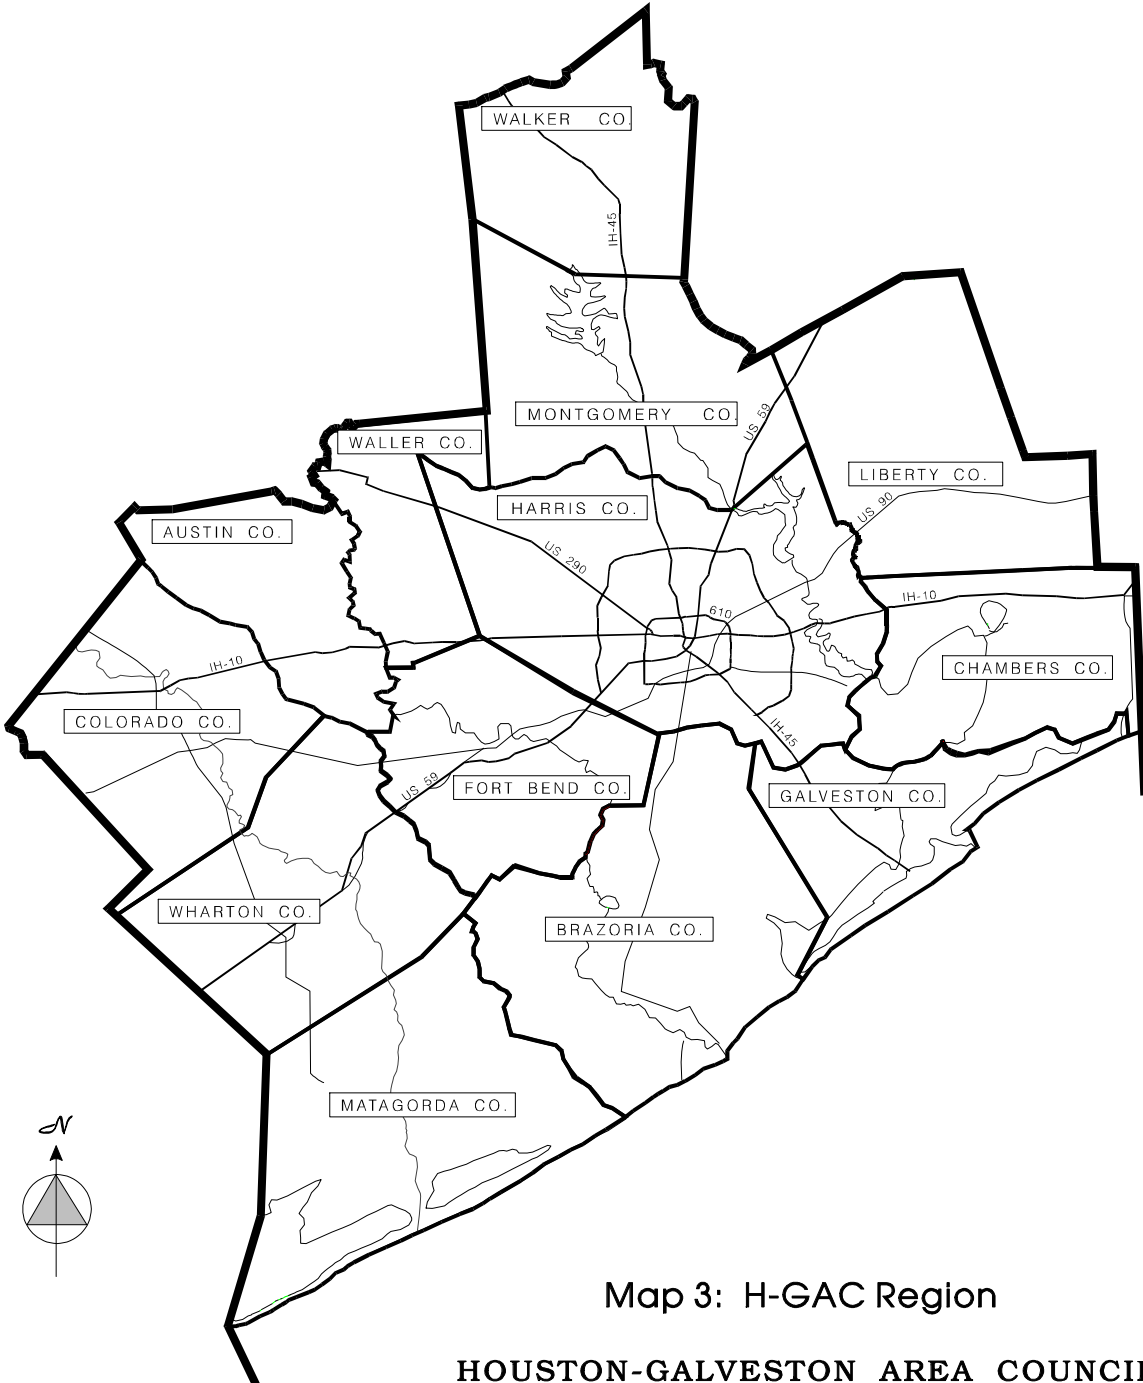 WALKER CO.
IH-45
MONTGOMERY CO.
US 59
WALLER CO.
LIBERTY CO.
HARRIS CO.
US 90
AUSTIN CO.
US 290
IH-10
610
IH-10
CHAMBERS CO.
COLORADO CO.
IH-45
US 59
FORT BEND CO.
GALVESTON CO.
WHARTON CO.
BRAZORIA CO.
MATAGORDA CO.
N
Map 3: H-GAC Region
HOUSTON-GALVESTON AREA COUNCIL